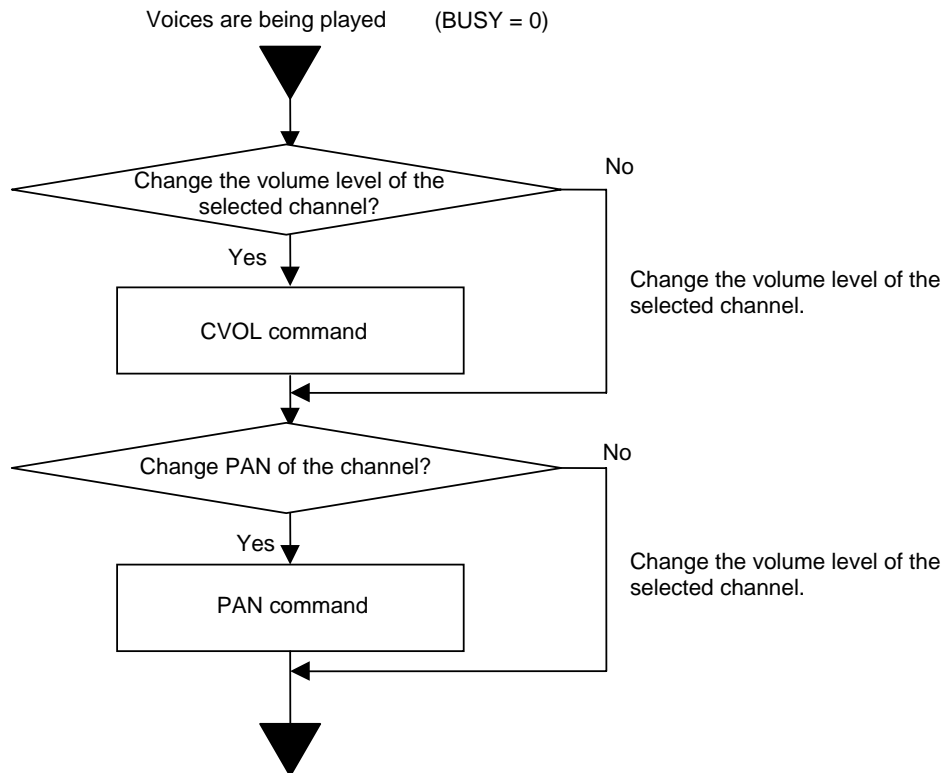 Voices are being played (BUSY = 0)
Change the volume level of the
selected channel?
No
Yes
Change the volume level of the
selected channel.
CVOL command
Change PAN of the channel?
No
Yes
Change the volume level of the
selected channel.
PAN command